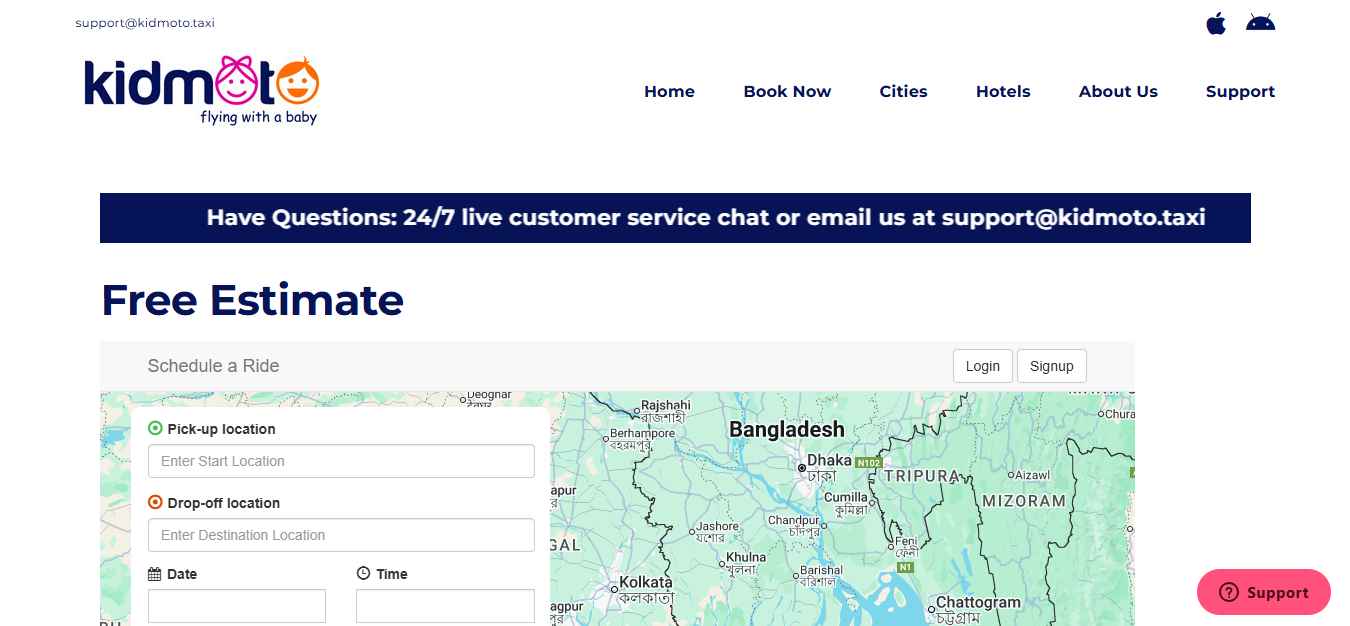 support@kidmoto.taxi
kidmoto
flying with a baby
Home Book Now Cities Hotels About Us Support
Have Questions: 24/7 live customer service chat or email us at support@kidmoto.taxi
Free Estimate
Schedule a Ride
Login Signup
Pick-up location
Enter Start Location
Drop-off location
Enter Destination Location
Date Time
Deoghar
Rajshahi
রাজশাহী
Berhampore
বহরমপুর
Bangladesh
Dhaka
ঢাকা
N102
TRIPURA
Aizawl
MIZORAM
Chura
apur
Cumilla
কুমিল্লা
Chandpur
চাঁদপুর
Jashore
যশোর
GAL
Feni
ফেনী
N1
Khulna
খুলনা
Barishal
বরিশাল
Kolkata
কলকাতা
agpur
Chattogram
চট্টগ্রাম
Support